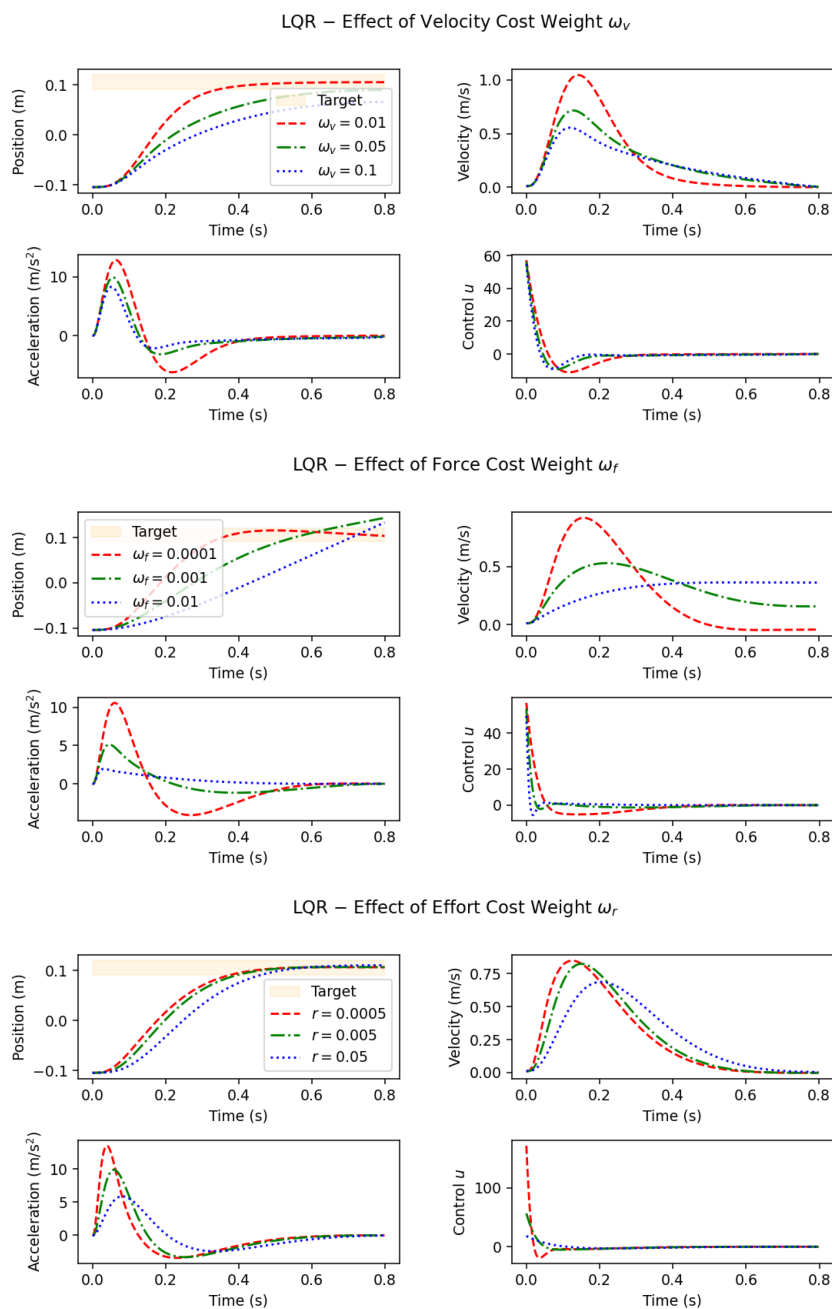 LQR − Effect of Velocity Cost Weight ω_v
Position (m)
0.1
0.0
−0.1
Target
ω_v = 0.01
ω_v = 0.05
ω_v = 0.1
0.0 0.2 0.4 0.6 0.8
Time (s)
Velocity (m/s)
1.0
0.5
0.0
0.0 0.2 0.4 0.6 0.8
Time (s)
Acceleration (m/s²)
10
0
0.0 0.2 0.4 0.6 0.8
Time (s)
Control u
60
40
20
0
0.0 0.2 0.4 0.6 0.8
Time (s)
LQR − Effect of Force Cost Weight ω_f
Position (m)
0.1
0.0
−0.1
Target
ω_f = 0.0001
ω_f = 0.001
ω_f = 0.01
0.0 0.2 0.4 0.6 0.8
Time (s)
Velocity (m/s)
0.5
0.0
0.0 0.2 0.4 0.6 0.8
Time (s)
Acceleration (m/s²)
10
5
0
0.0 0.2 0.4 0.6 0.8
Time (s)
Control u
40
20
0
0.0 0.2 0.4 0.6 0.8
Time (s)
LQR − Effect of Effort Cost Weight ω_r
Position (m)
0.1
0.0
−0.1
Target
r = 0.0005
r = 0.005
r = 0.05
0.0 0.2 0.4 0.6 0.8
Time (s)
Velocity (m/s)
0.75
0.50
0.25
0.00
0.0 0.2 0.4 0.6 0.8
Time (s)
Acceleration (m/s²)
10
5
0
0.0 0.2 0.4 0.6 0.8
Time (s)
Control u
100
0
0.0 0.2 0.4 0.6 0.8
Time (s)